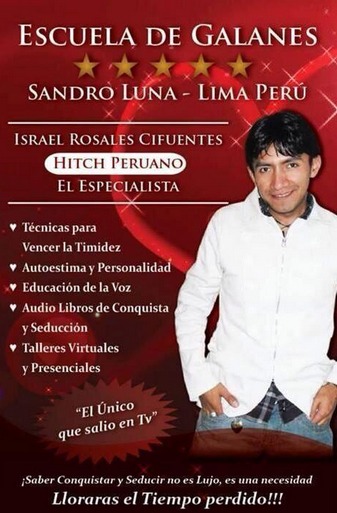 ESCUELA DE GALANES
SANDRO LUNA - LIMA PERÚ
ISRAEL ROSALES CIFUENTES
HITCH PERUANO
EL ESPECIALISTA
♥ Técnicas para
Vencer la Timidez
♥ Autoestima y Personalidad
♥ Educación de la Voz
♥ Audio Libros de Conquista
y Seducción
♥ Talleres Virtuales
y Presenciales
"El Único
que salio en Tv"
¡Saber Conquistar y Seducir no es Lujo, es una necesidad
Lloraras el Tiempo perdido!!!